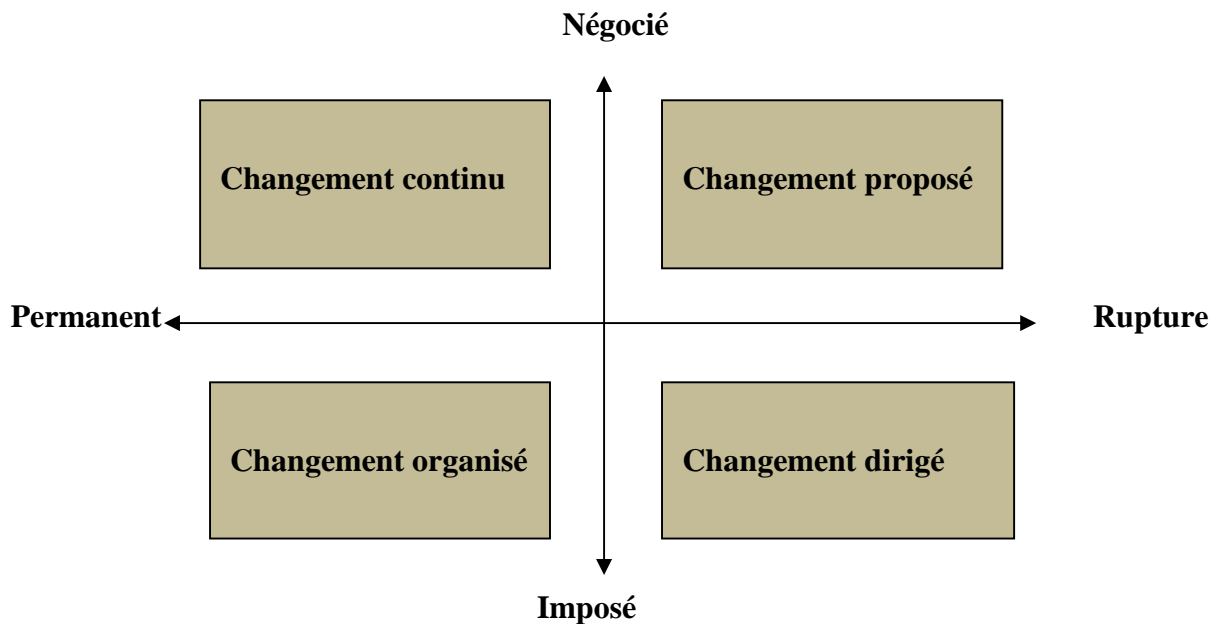 Négocié
Changement continu
Changement proposé
Permanent
Rupture
Changement organisé
Changement dirigé
Imposé